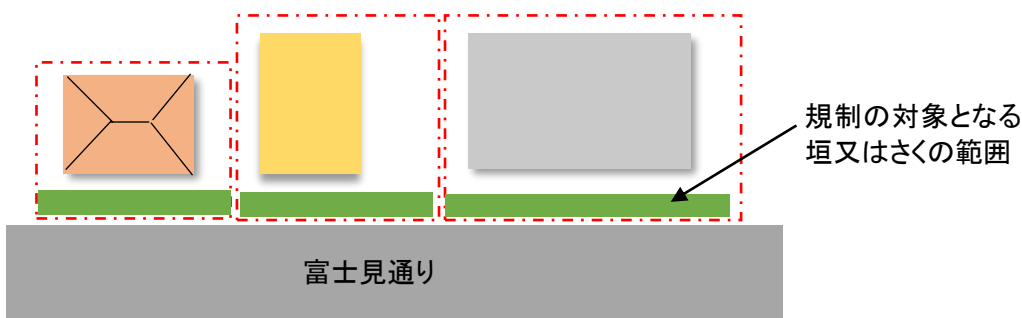 規制の対象となる
垣又はさくの範囲
富士見通り